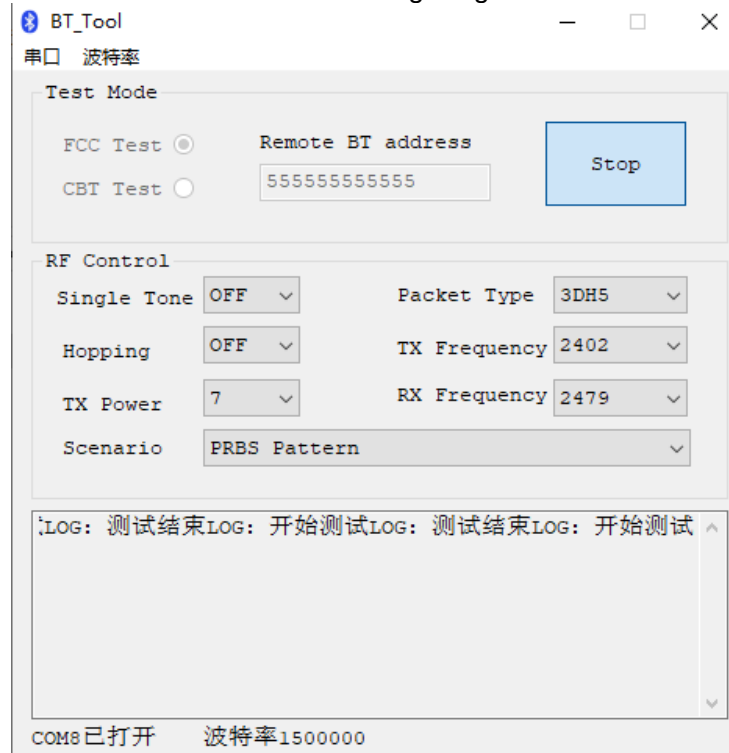 BT_Tool
串口 波特率
Test Mode
FCC Test Remote BT address
Stop
CBT Test 555555555555
RF Control
Single Tone OFF Packet Type 3DH5
Hopping OFF TX Frequency 2402
TX Power 7 RX Frequency 2479
Scenario PRBS Pattern
LOG: 测试结束LOG: 开始测试LOG: 测试结束LOG: 开始测试
COM8已打开 波特率1500000